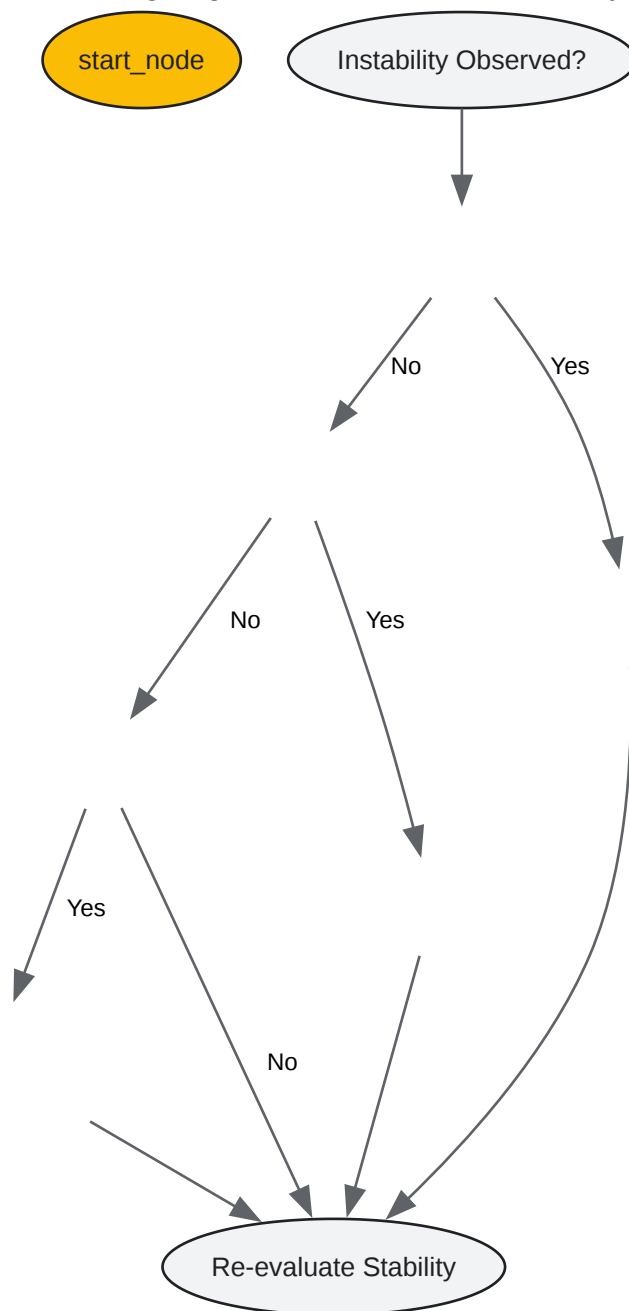 start_node
Instability Observed?
No
Yes
No
Yes
Yes
No
Re-evaluate Stability